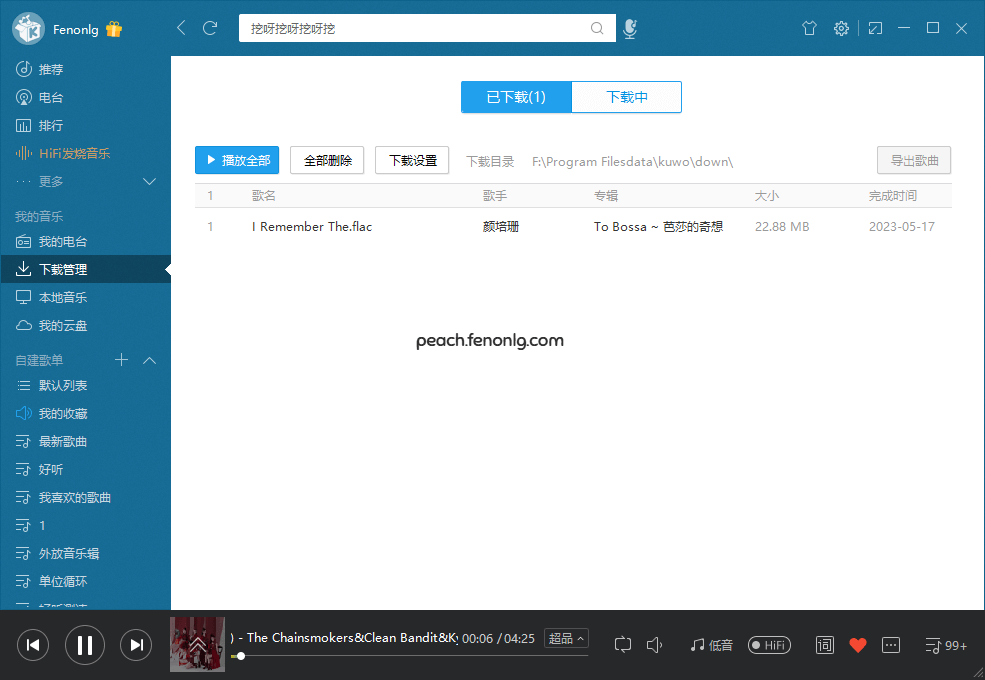 Fenonlg
挖呀挖呀挖呀挖
推荐
电台
排行
HiFi发烧音乐
更多
我的音乐
我的电台
下载管理
本地音乐
我的云盘
自建歌单
默认列表
我的收藏
最新歌曲
好听
我喜欢的歌曲
1
外放音乐辑
单位循环
已下载(1) 下载中
播放全部 全部删除 下载设置 下载目录 F:\Program Filesdata\kuwo\down\ 导出歌曲
1 歌名 歌手 专辑 大小 完成时间
1 I Remember The.flac 颜培珊 To Bossa ~ 芭莎的奇想 22.88 MB 2023-05-17
peach.fenonlg.com
) - The Chainsmokers&Clean Bandit&Ky 00:06 / 04:25 超品 低音 HiFi 词 99+